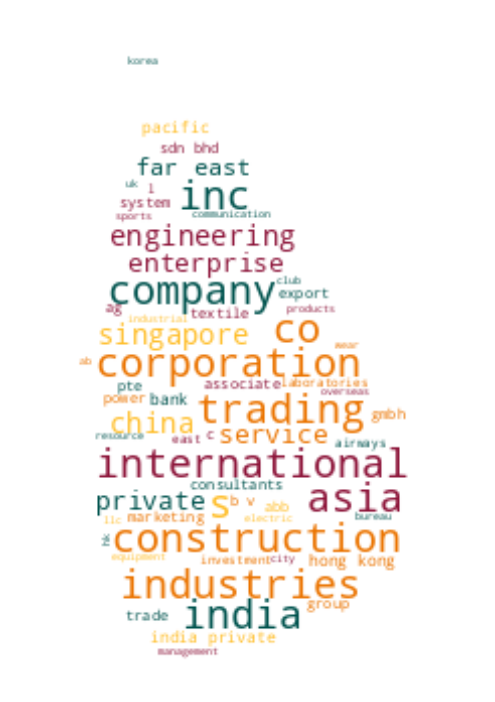 korea
pacific
sdn bhd
far east
uk l
inc
system
sports
communication
engineering
enterprise
club
company
export
ag
textile
products
industrial
singapore
co
wear
ab
corporation
pte
associate
laboratories
overseas
power
bank
trading
gmbh
china
resource
east
c
service
airways
international
consultants
private
s
b v
abb
asia
llc
marketing
electric
bureau
hk
construction
equipment
investment
city
hong kong
industries
group
trade
india
india private
management